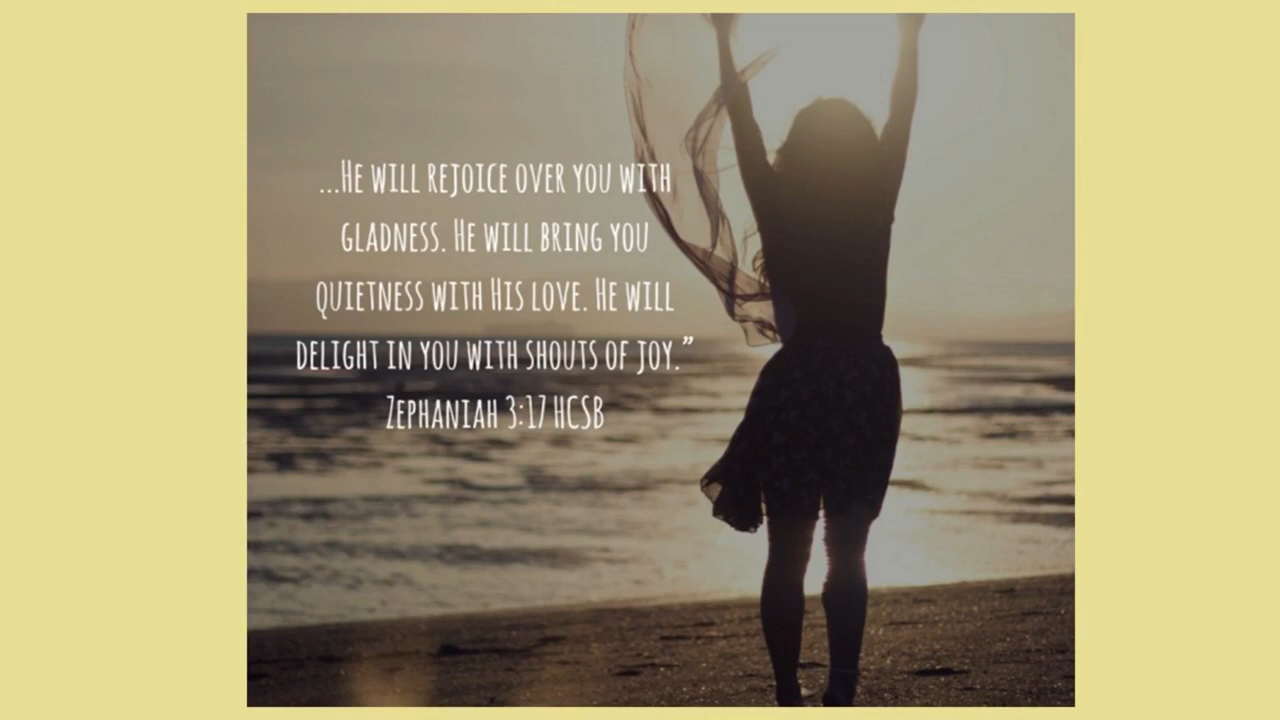 ...He will rejoice over you with
gladness. He will bring you
quietness with His love. He will
delight in you with shouts of joy.”
Zephaniah 3:17 HCSB